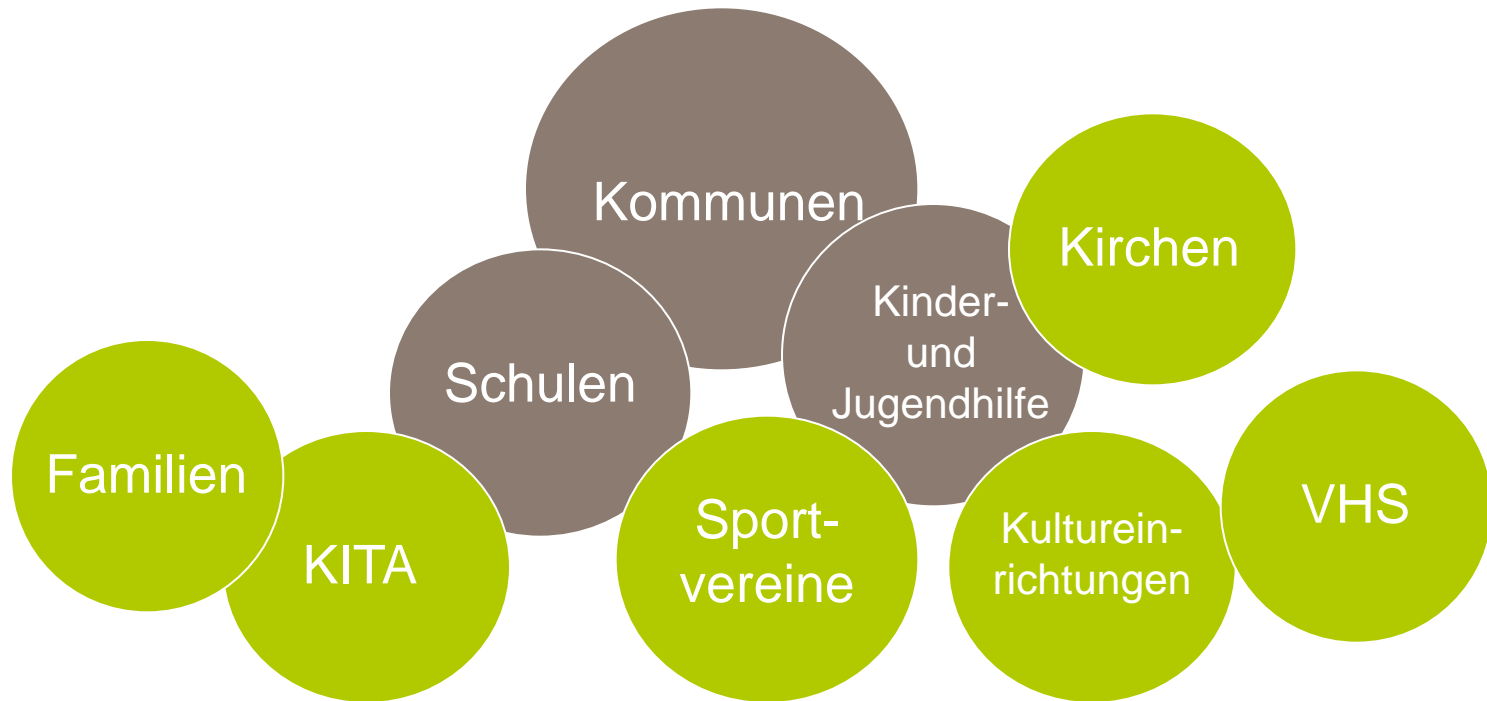 Kommunen
Kirchen
Kinder-
und
Jugendhilfe
Schulen
Familien
KITA
Sport-
vereine
Kulturein-
richtungen
VHS